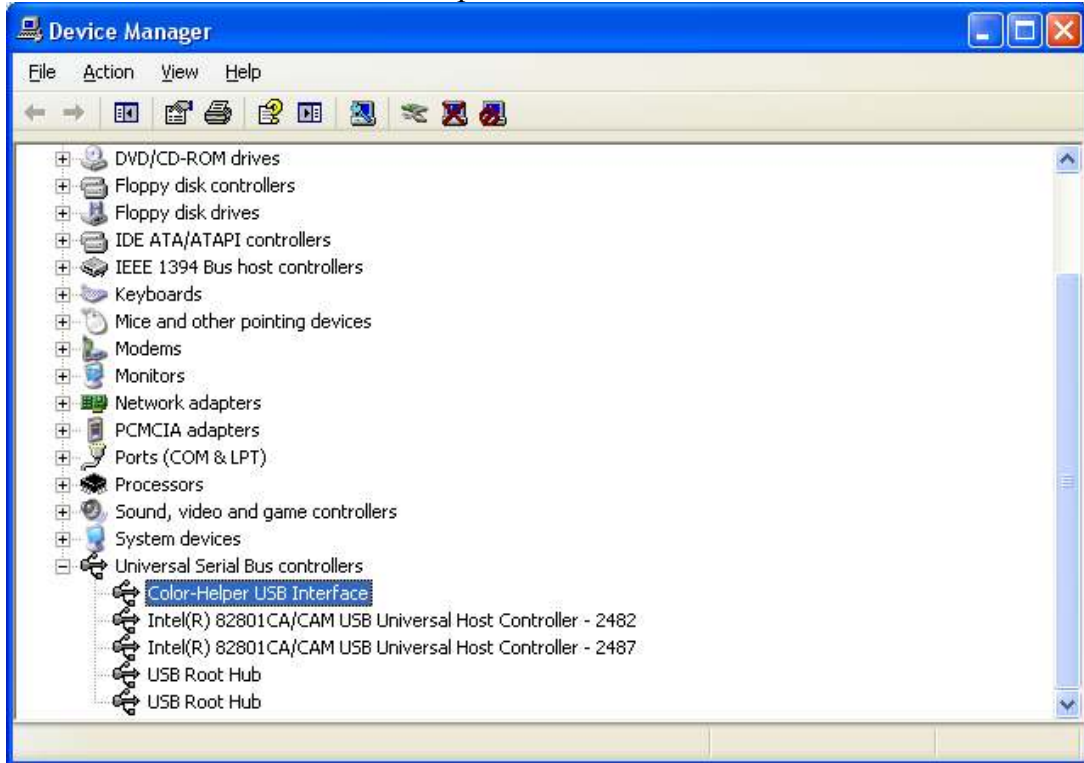 Device Manager
File Action View Help
DVD/CD-ROM drives
Floppy disk controllers
Floppy disk drives
IDE ATA/ATAPI controllers
IEEE 1394 Bus host controllers
Keyboards
Mice and other pointing devices
Modems
Monitors
Network adapters
PCMCIA adapters
Ports (COM & LPT)
Processors
Sound, video and game controllers
System devices
Universal Serial Bus controllers
Color-Helper USB Interface
Intel(R) 82801CA/CAM USB Universal Host Controller - 2482
Intel(R) 82801CA/CAM USB Universal Host Controller - 2487
USB Root Hub
USB Root Hub